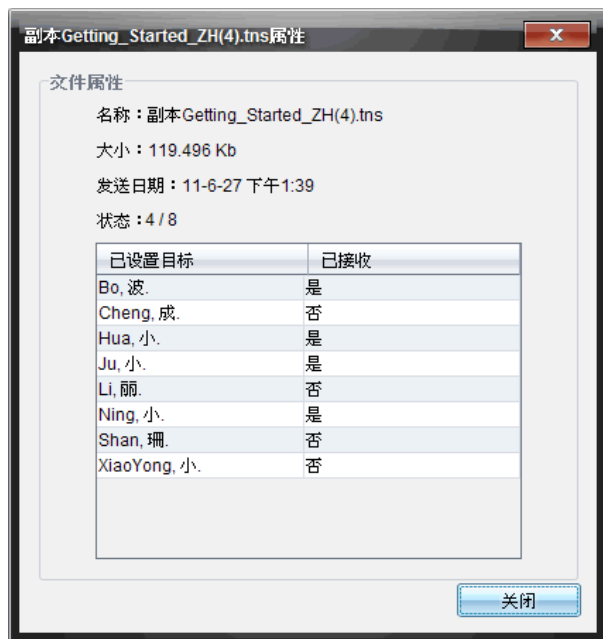 副本Getting_Started_ZH(4).tns属性
文件属性
名称：副本Getting_Started_ZH(4).tns
大小：119.496 Kb
发送日期：11-6-27 下午1:39
状态：4 / 8
已设置目标 已接收
Bo, 波. 是
Cheng, 成. 否
Hua, 小. 是
Ju, 小. 是
Li, 丽. 否
Ning, 小. 是
Shan, 珊. 否
XiaoYong, 小. 否
关闭